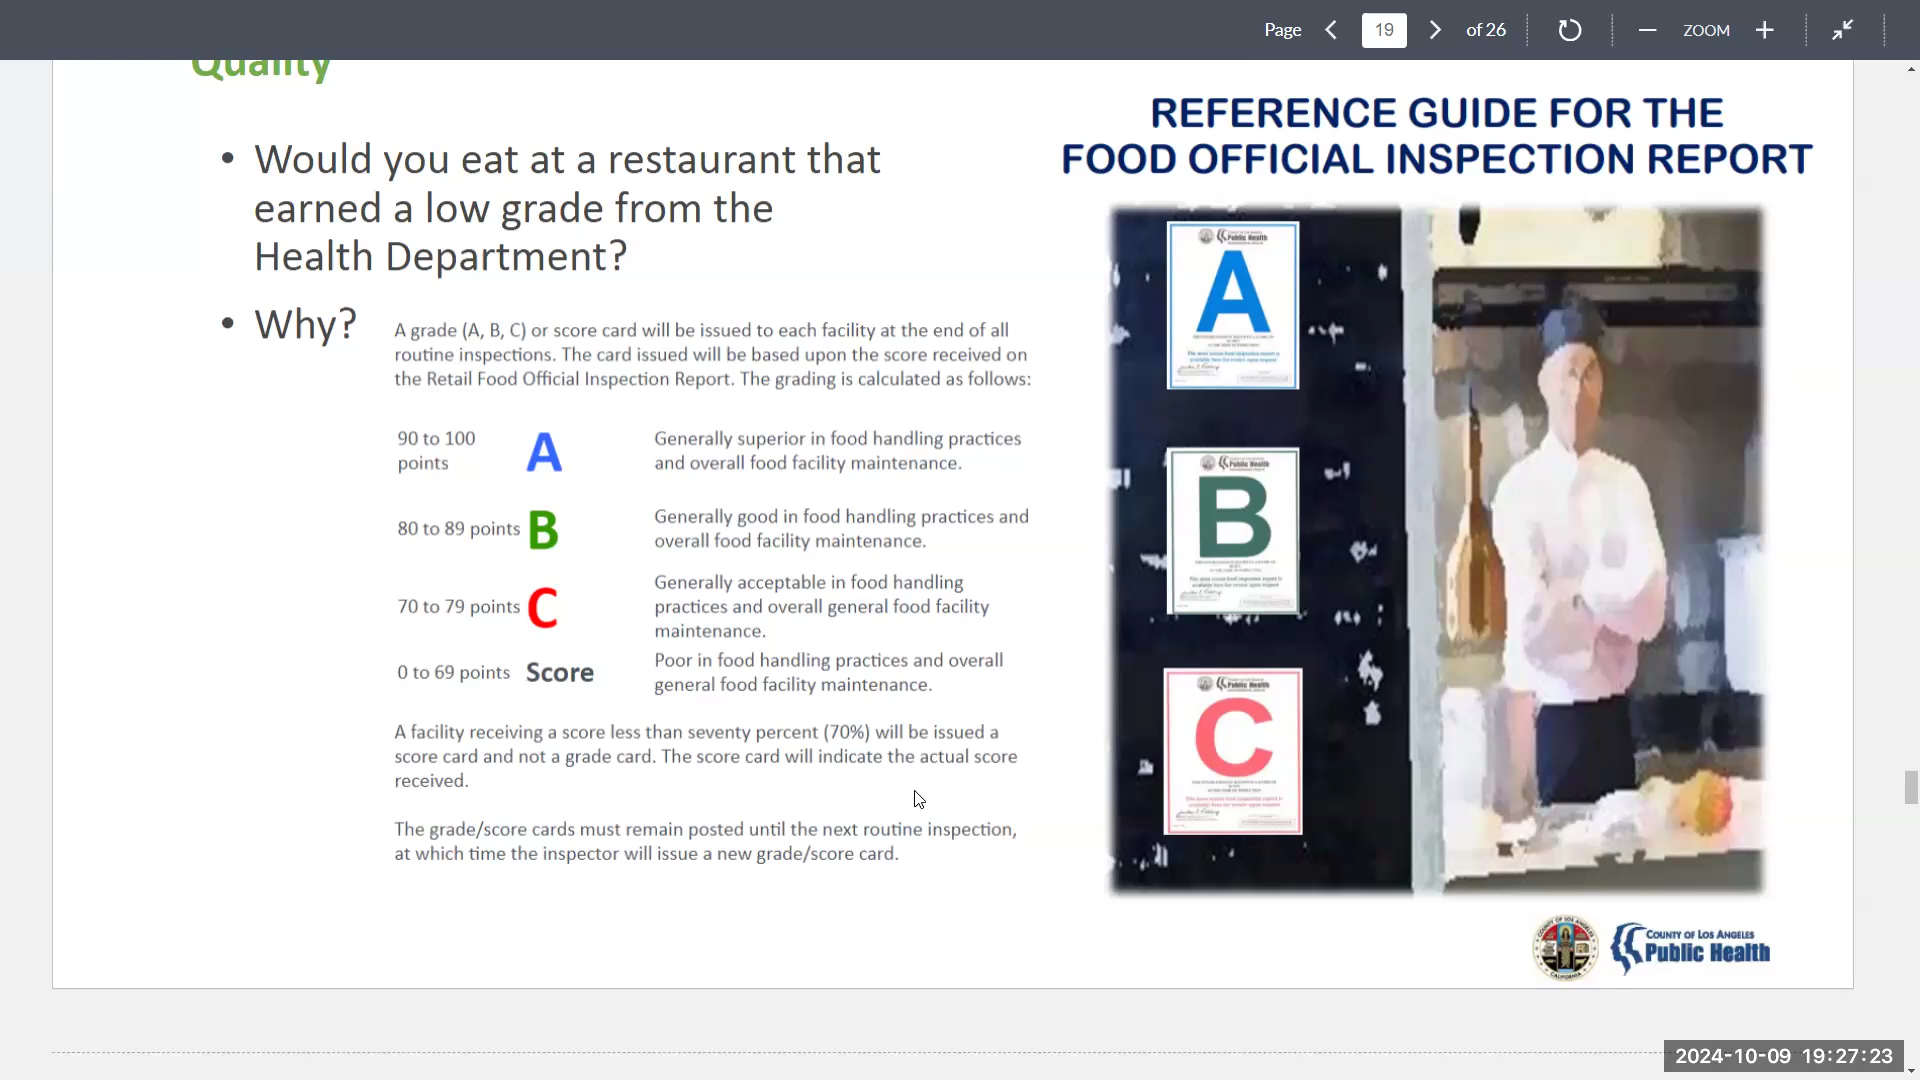 Page
19
of 26
ZOOM
Quality
• Would you eat at a restaurant that
earned a low grade from the
Health Department?
• Why?
A grade (A, B, C) or score card will be issued to each facility at the end of all
routine inspections. The card issued will be based upon the score received on
the Retail Food Official Inspection Report. The grading is calculated as follows:
90 to 100
points
A
Generally superior in food handling practices
and overall food facility maintenance.
80 to 89 points
B
Generally good in food handling practices and
overall food facility maintenance.
70 to 79 points
C
Generally acceptable in food handling
practices and overall general food facility
maintenance.
0 to 69 points
Score
Poor in food handling practices and overall
general food facility maintenance.
A facility receiving a score less than seventy percent (70%) will be issued a
score card and not a grade card. The score card will indicate the actual score
received.
The grade/score cards must remain posted until the next routine inspection,
at which time the inspector will issue a new grade/score card.
REFERENCE GUIDE FOR THE
FOOD OFFICIAL INSPECTION REPORT
Public Health
A
Public Health
B
Public Health
C
COUNTY OF LOS ANGELES
Public Health
2024-10-09 19:27:23